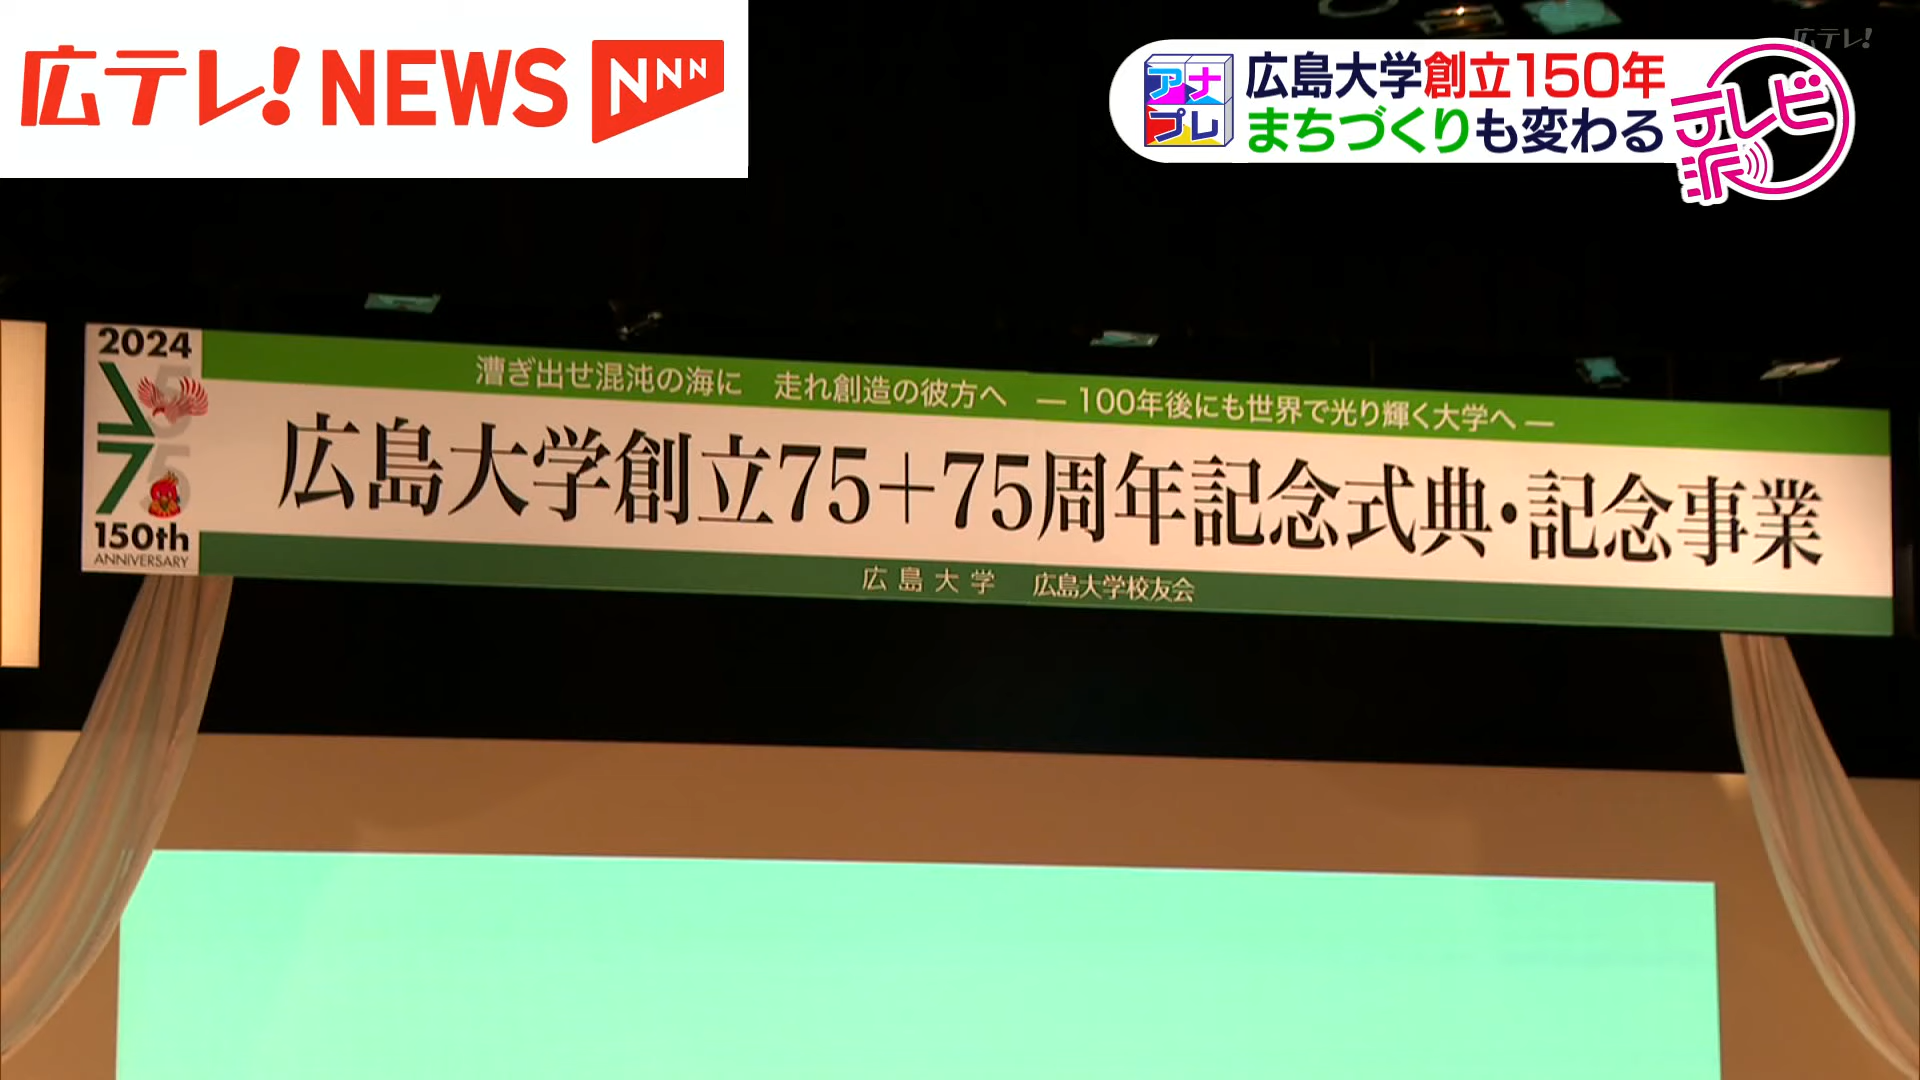 広テレ!NEWS NNN
広テレ!
アナ
プレ
広島大学創立150年
まちづくりも変わる
テレビ派
2024
漕ぎ出せ混沌の海に 走れ創造の彼方へ ― 100年後にも世界で光り輝く大学へ ―
75
75
広島大学創立75+75周年記念式典・記念事業
150th
ANNIVERSARY
広島大学 広島大学校友会